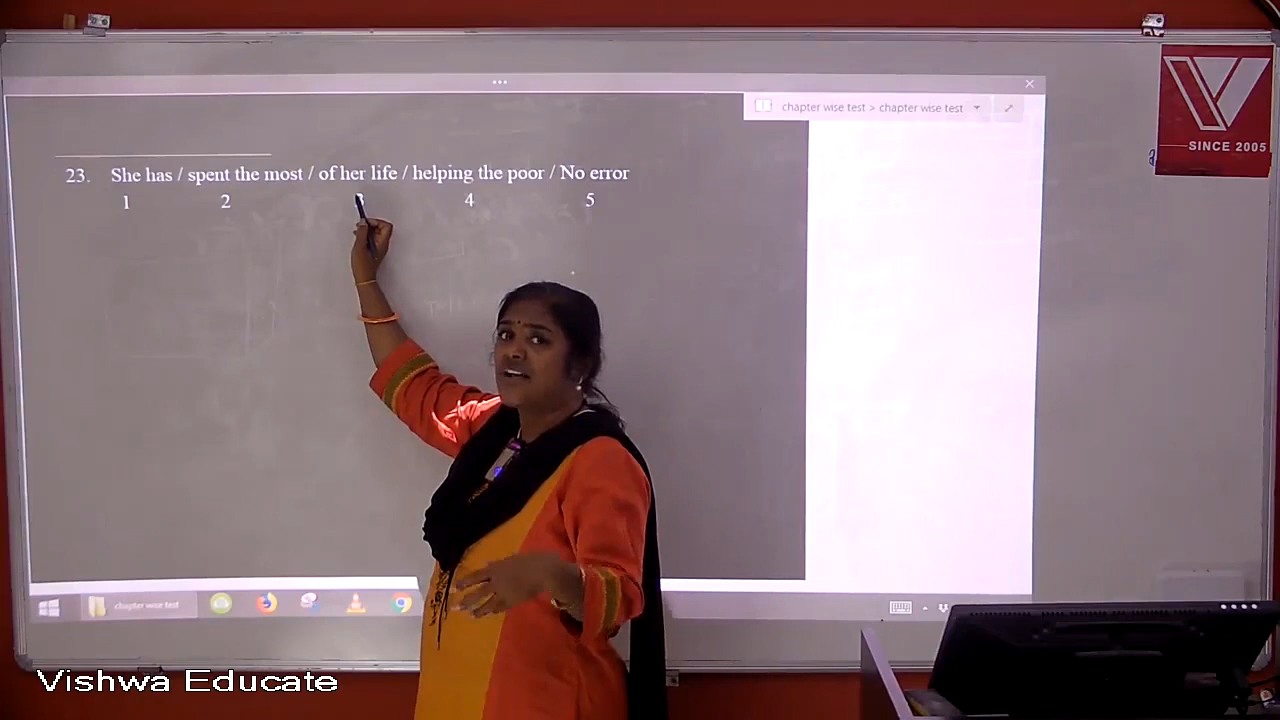 chapter wise test > chapter wise test
SINCE 2005
23. She has / spent the most / of her life / helping the poor / No error
1 2 3 4 5
chapter wise test
Vishwa Educate